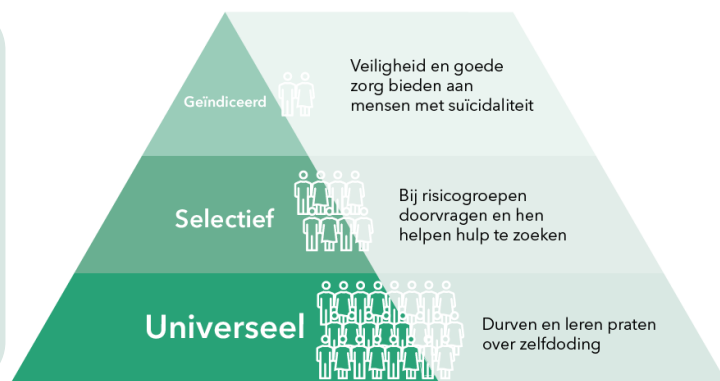 Geïndiceerd
Veiligheid en goede
zorg bieden aan
mensen met suïcidaliteit
Selectief
Bij risicogroepen
doorvragen en hen
helpen hulp te zoeken
Universeel
Durven en leren praten
over zelfdoding